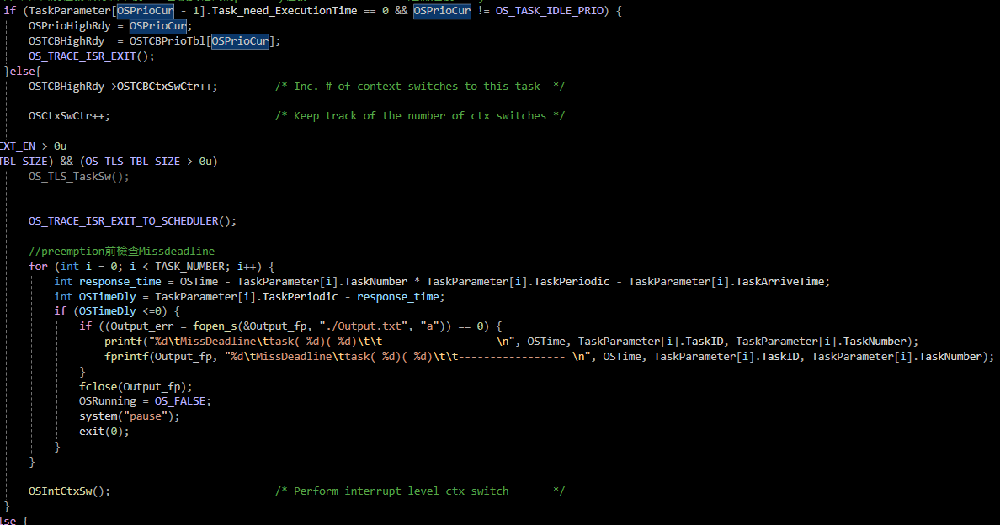 if (TaskParameter[OSPrioCur - 1].Task_need_ExecutionTime == 0 && OSPrioCur != OS_TASK_IDLE_PRIO) {
OSPrioHighRdy = OSPrioCur;
OSTCBHighRdy  = OSTCBPrioTbl[OSPrioCur];
OS_TRACE_ISR_EXIT();
}else{
OSTCBHighRdy->OSTCBCtxSwCtr++;         /* Inc. # of context switches to this task  */
OSCtxSwCtr++;                          /* Keep track of the number of ctx switches */
EXT_EN > 0u
TBL_SIZE) && (OS_TLS_TBL_SIZE > 0u)
OS_TLS_TaskSw();
OS_TRACE_ISR_EXIT_TO_SCHEDULER();
//preemption前檢查Missdeadline
for (int i = 0; i < TASK_NUMBER; i++) {
int response_time = OSTime - TaskParameter[i].TaskNumber * TaskParameter[i].TaskPeriodic - TaskParameter[i].TaskArriveTime;
int OSTimeDly = TaskParameter[i].TaskPeriodic - response_time;
if (OSTimeDly <=0) {
if ((Output_err = fopen_s(&Output_fp, "./Output.txt", "a")) == 0) {
printf("%d\tMissDeadline\ttask( %d)( %d)\t\t----------------- \n", OSTime, TaskParameter[i].TaskID, TaskParameter[i].TaskNumber);
fprintf(Output_fp, "%d\tMissDeadline\ttask( %d)( %d)\t\t----------------- \n", OSTime, TaskParameter[i].TaskID, TaskParameter[i].TaskNumber);
}
fclose(Output_fp);
OSRunning = OS_FALSE;
system("pause");
exit(0);
}
}
OSIntCtxSw();                          /* Perform interrupt level ctx switch       */
}
lse {